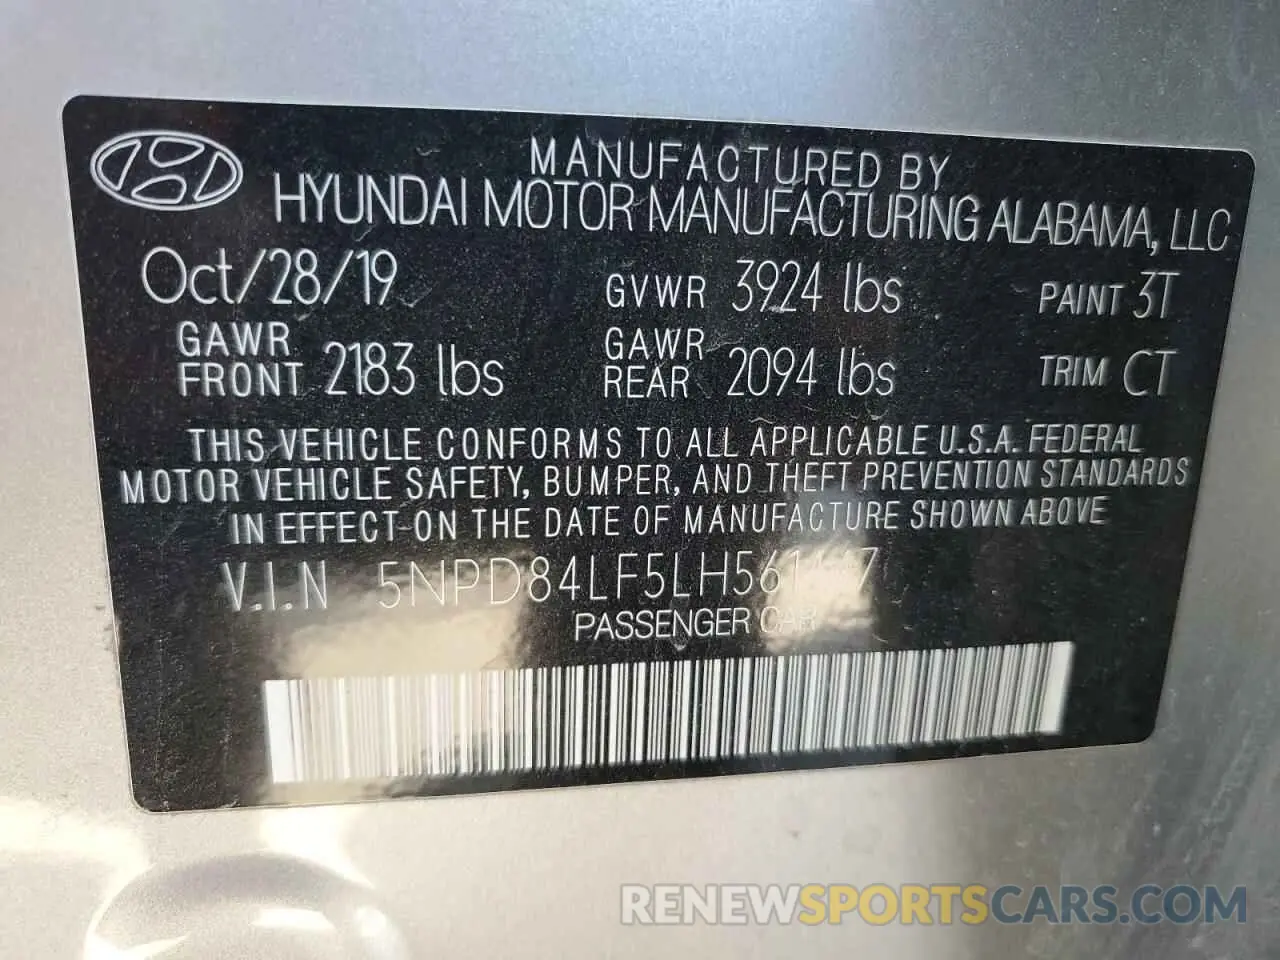 MANUFACTURED BY
HYUNDAI MOTOR MANUFACTURING ALABAMA, LLC
Oct/28/19 GVWR 3924 lbs PAINT 3T
GAWR FRONT 2183 lbs GAWR REAR 2094 lbs TRIM CT
THIS VEHICLE CONFORMS TO ALL APPLICABLE U.S.A. FEDERAL
MOTOR VEHICLE SAFETY, BUMPER, AND THEFT PREVENTION STANDARDS
IN EFFECT ON THE DATE OF MANUFACTURE SHOWN ABOVE
V.I.N
PASSENGER CAR
RENEWSPORTSCARS.COM